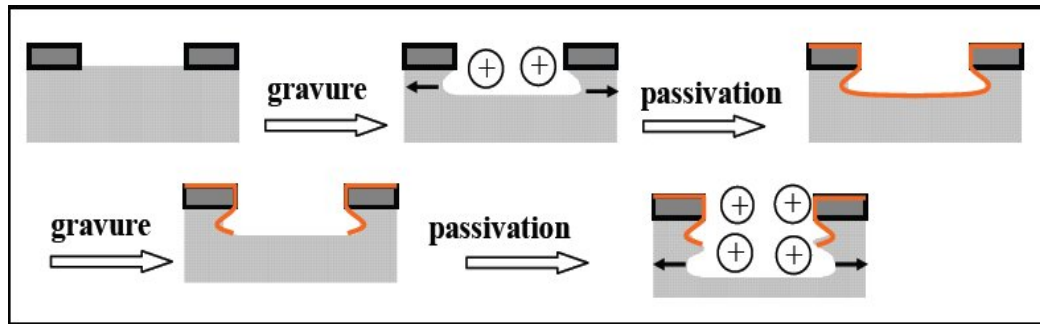 gravure
+ +
passivation
gravure
passivation
+ +
+ +